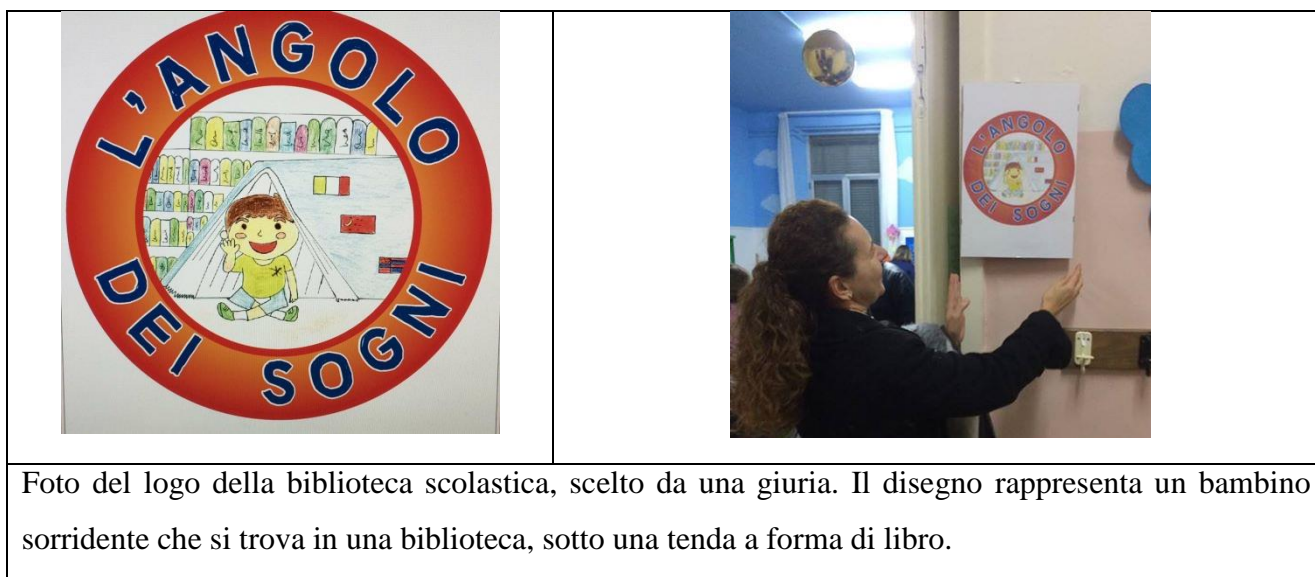 L'ANGOLO
DEI SOGNI
L'ANGOLO
DEI SOGNI
Foto del logo della biblioteca scolastica, scelto da una giuria. Il disegno rappresenta un bambino
sorridente che si trova in una biblioteca, sotto una tenda a forma di libro.